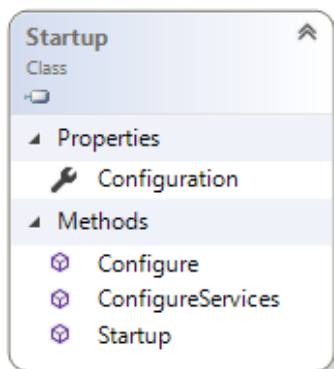 Startup
Class
Properties
Configuration
Methods
Configure
ConfigureServices
Startup